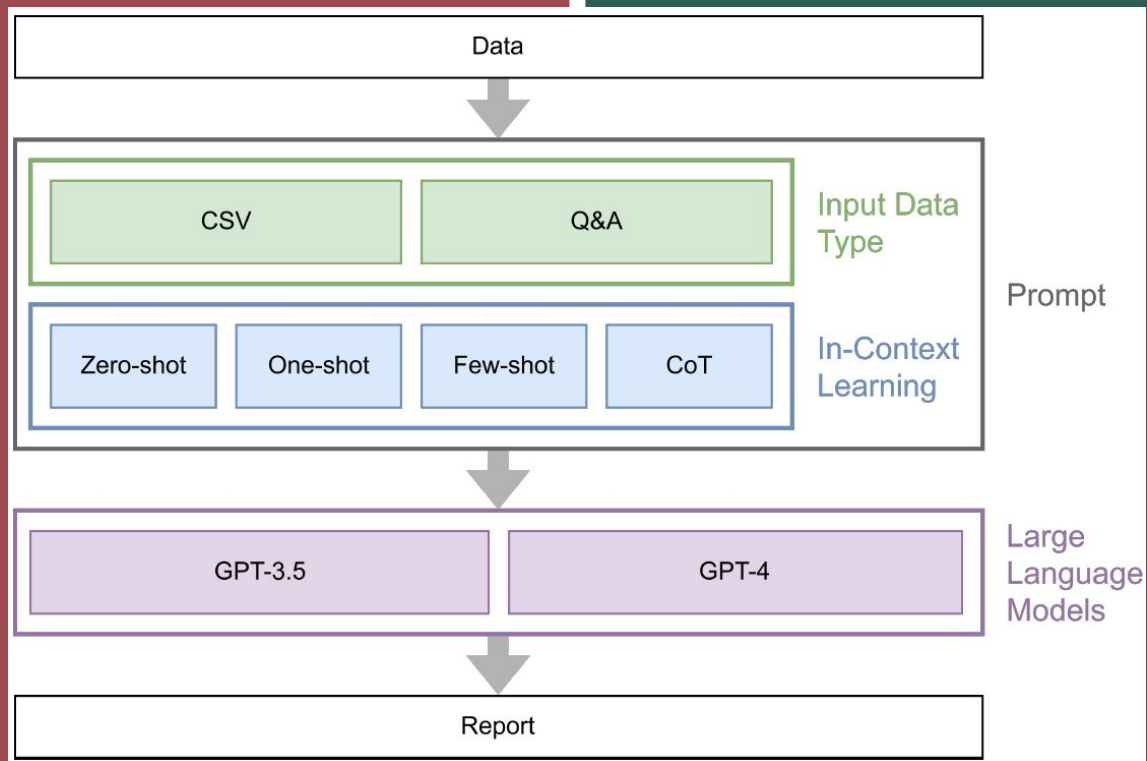 Data
CSV
Q&A
Input Data
Type
Prompt
Zero-shot
One-shot
Few-shot
CoT
In-Context
Learning
GPT-3.5
GPT-4
Large
Language
Models
Report